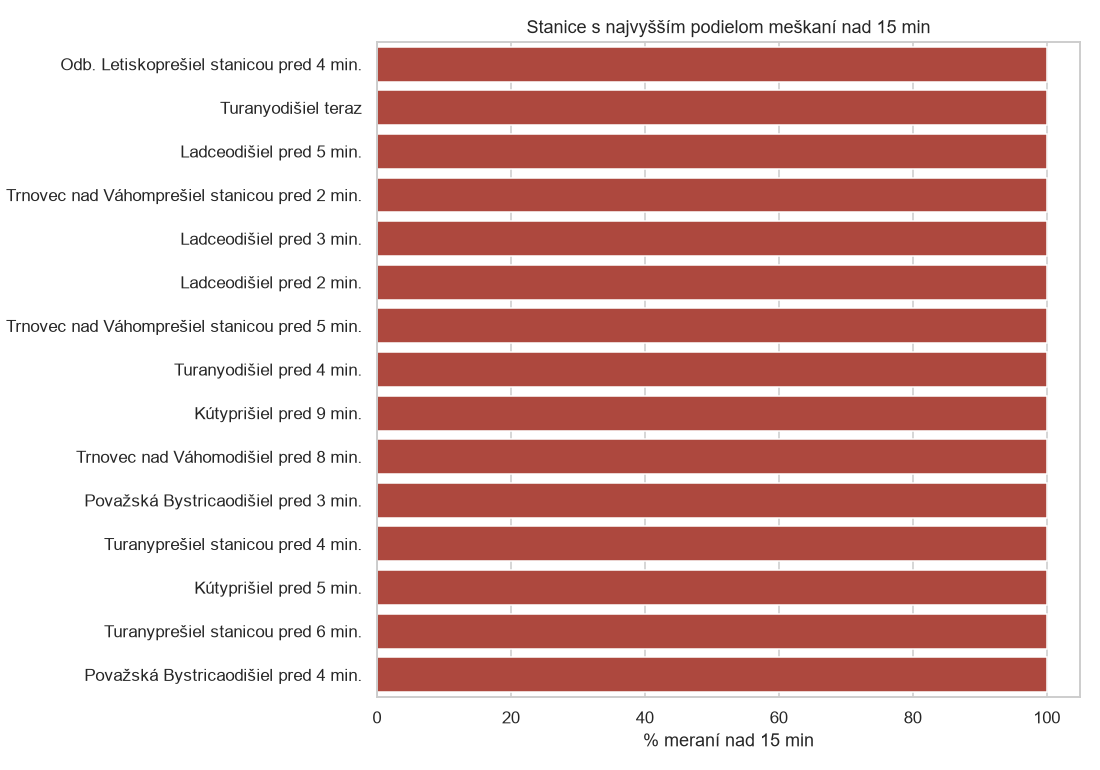 Stanice s najvyšším podielom meškaní nad 15 min
Odb. Letiskoprešiel stanicou pred 4 min.
Turanyodišiel teraz
Ladceodišiel pred 5 min.
Trnovec nad Váhomprešiel stanicou pred 2 min.
Ladceodišiel pred 3 min.
Ladceodišiel pred 2 min.
Trnovec nad Váhomprešiel stanicou pred 5 min.
Turanyodišiel pred 4 min.
Kútyprišiel pred 9 min.
Trnovec nad Váhomodišiel pred 8 min.
Považská Bystricaodišiel pred 3 min.
Turanyprešiel stanicou pred 4 min.
Kútyprišiel pred 5 min.
Turanyprešiel stanicou pred 6 min.
Považská Bystricaodišiel pred 4 min.
0 20 40 60 80 100
% meraní nad 15 min